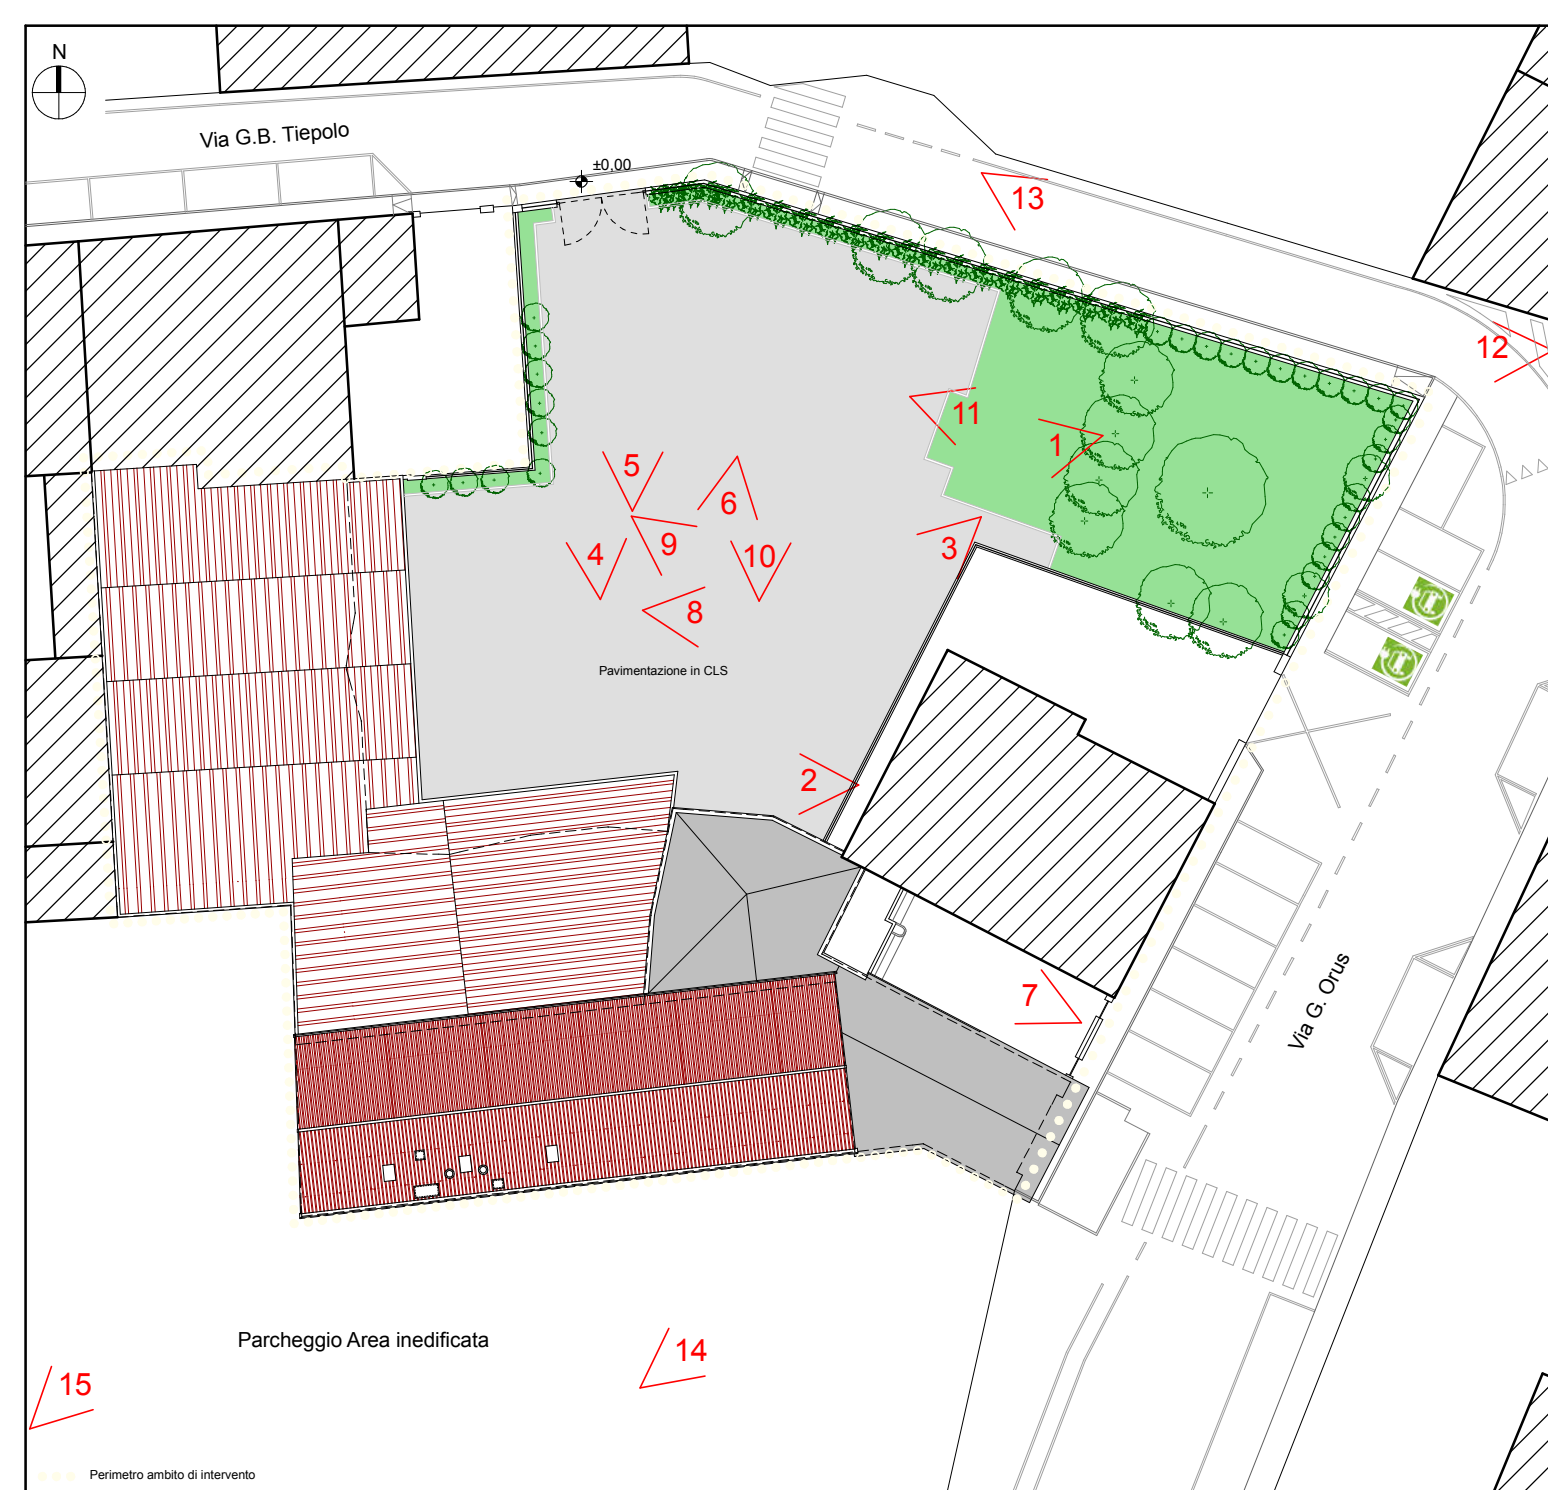 N
Via G.B. Tiepolo
±0,00
13
12
11
1
5
6
9
4
10
3
8
Pavimentazione in CLS
2
7
Via G. Orus
Parcheggio Area inedificata
14
15
Perimetro ambito di intervento